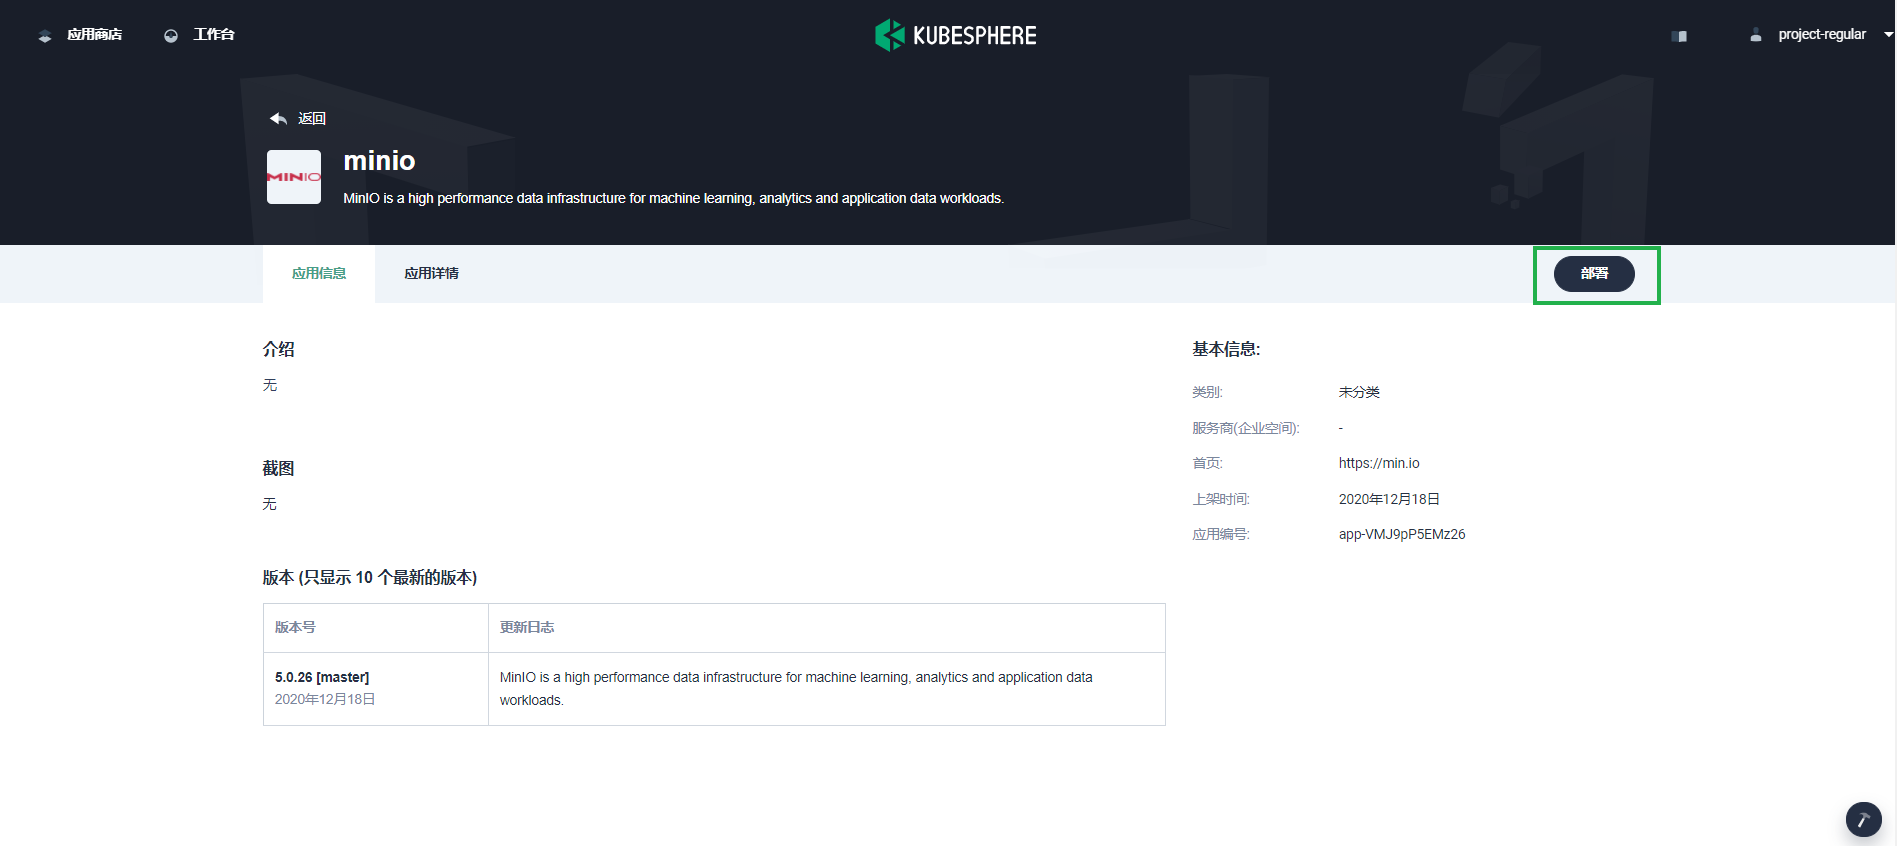 应用商店
工作台
KUBESPHERE
project-regular
返回
MINIO
minio
MinIO is a high performance data infrastructure for machine learning, analytics and application data workloads.
应用信息
应用详情
部署
介绍
无
截图
无
版本 (只显示 10 个最新的版本)
版本号
更新日志
5.0.26 [master]
2020年12月18日
MinIO is a high performance data infrastructure for machine learning, analytics and application data
workloads.
基本信息:
类别:
未分类
服务商(企业空间):
-
首页:
https://min.io
上架时间:
2020年12月18日
应用编号:
app-VMJ9pP5EMz26